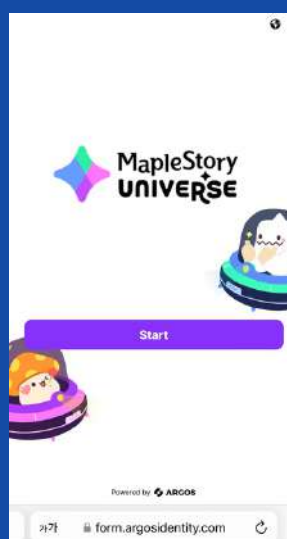 MapleStory
UNIVERSE
Start
Powered by ARGOS
가가 form.argosidentity.com